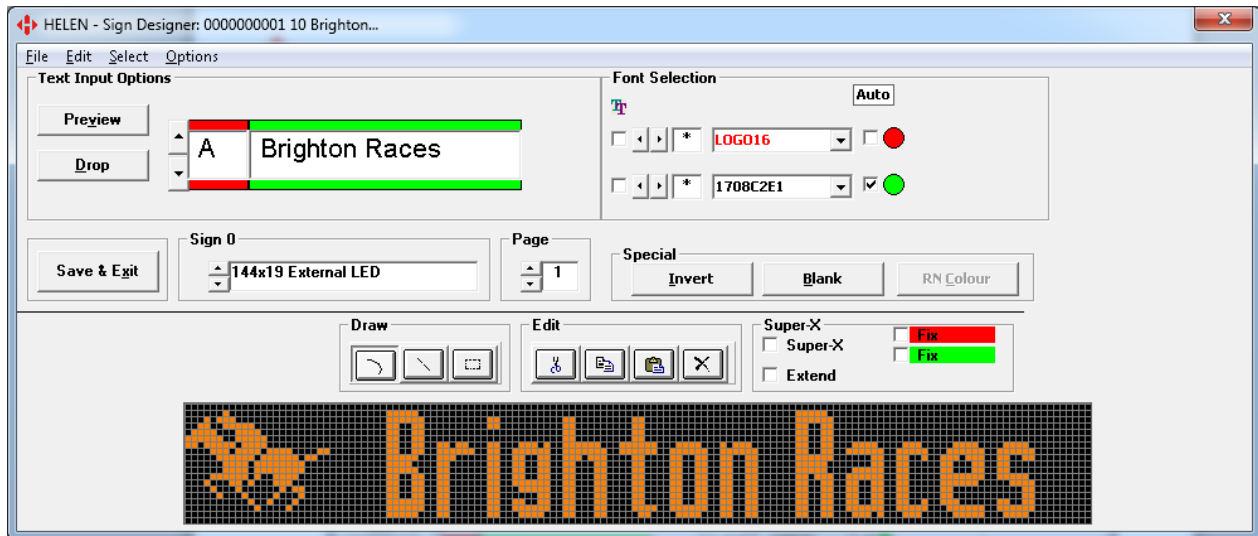 HELEN - Sign Designer: 0000000001 10 Brighton...
File Edit Select Options
Text Input Options
Font Selection
Auto
Preview
Drop
A Brighton Races
* LOGO16
* 1708C2E1
Save & Exit
Sign 0
144x19 External LED
Page
1
Special
Invert Blank RN Colour
Draw
Edit
Super-X
Super-X
Extend
Fix
Fix
Brighton Races